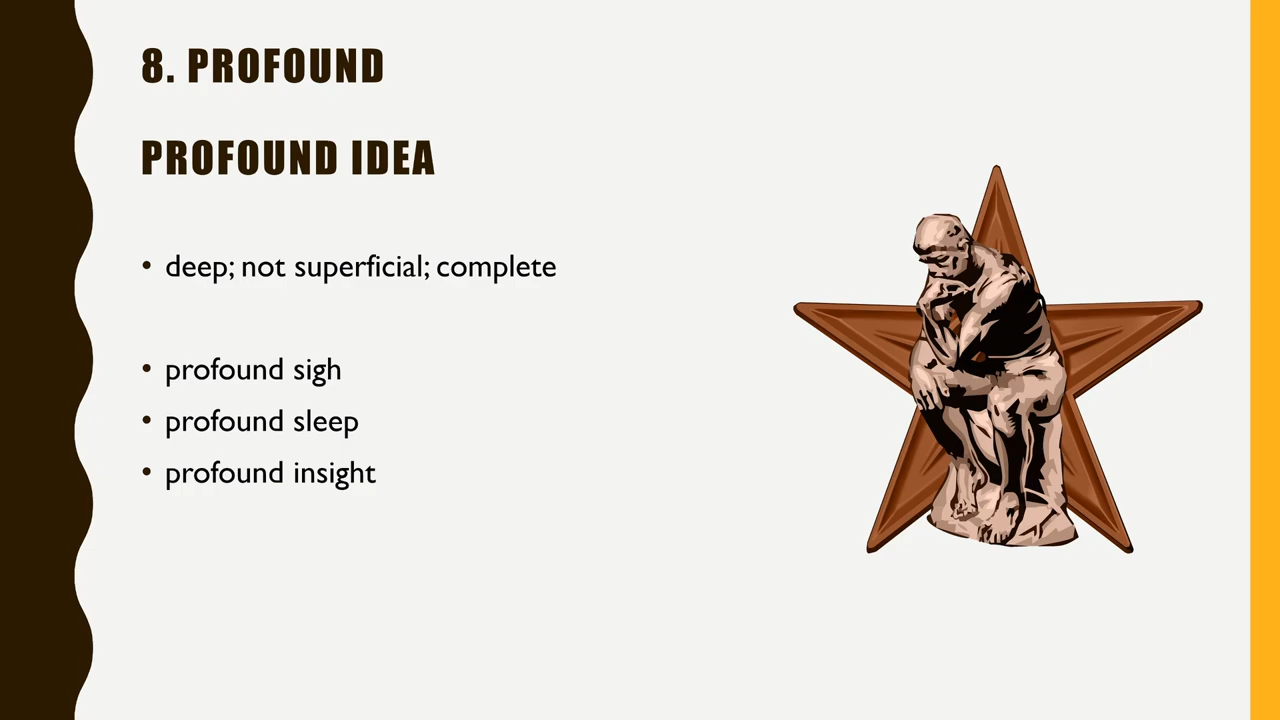 8. PROFOUND
PROFOUND IDEA
• deep; not superficial; complete
• profound sigh
• profound sleep
• profound insight